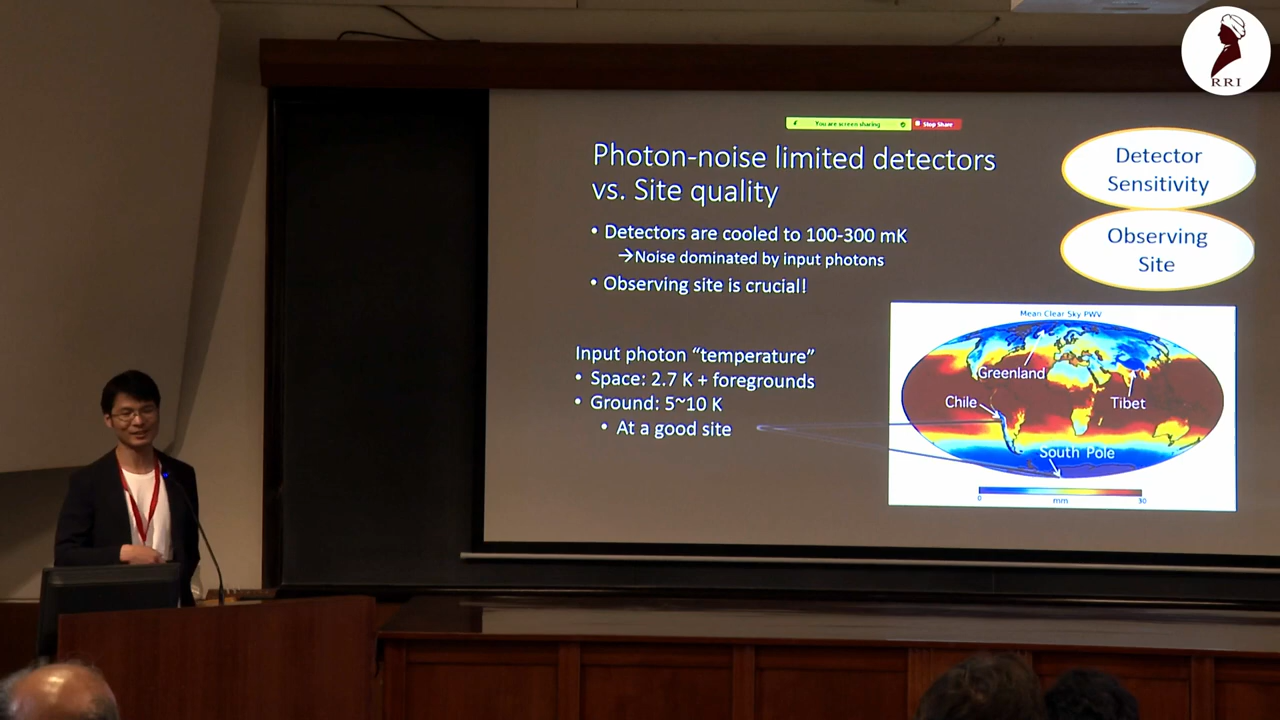 RRI
You are screen sharing
Stop Share
Photon-noise limited detectors
vs. Site quality
• Detectors are cooled to 100-300 mK
→Noise dominated by input photons
• Observing site is crucial!
Input photon “temperature”
• Space: 2.7 K + foregrounds
• Ground: 5~10 K
• At a good site
Detector
Sensitivity
Observing
Site
Mean Clear Sky PWV
Greenland
Chile
Tibet
South Pole
0
mm
30